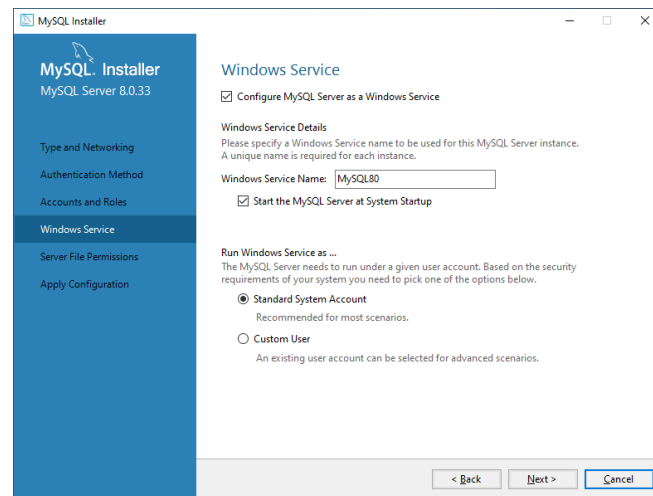 MySQL Installer
MySQL. Installer
MySQL Server 8.0.33
Type and Networking
Authentication Method
Accounts and Roles
Windows Service
Server File Permissions
Apply Configuration
Windows Service
Configure MySQL Server as a Windows Service
Windows Service Details
Please specify a Windows Service name to be used for this MySQL Server instance.
A unique name is required for each instance.
Windows Service Name: MySQL80
Start the MySQL Server at System Startup
Run Windows Service as ...
The MySQL Server needs to run under a given user account. Based on the security
requirements of your system you need to pick one of the options below.
Standard System Account
Recommended for most scenarios.
Custom User
An existing user account can be selected for advanced scenarios.
< Back Next > Cancel